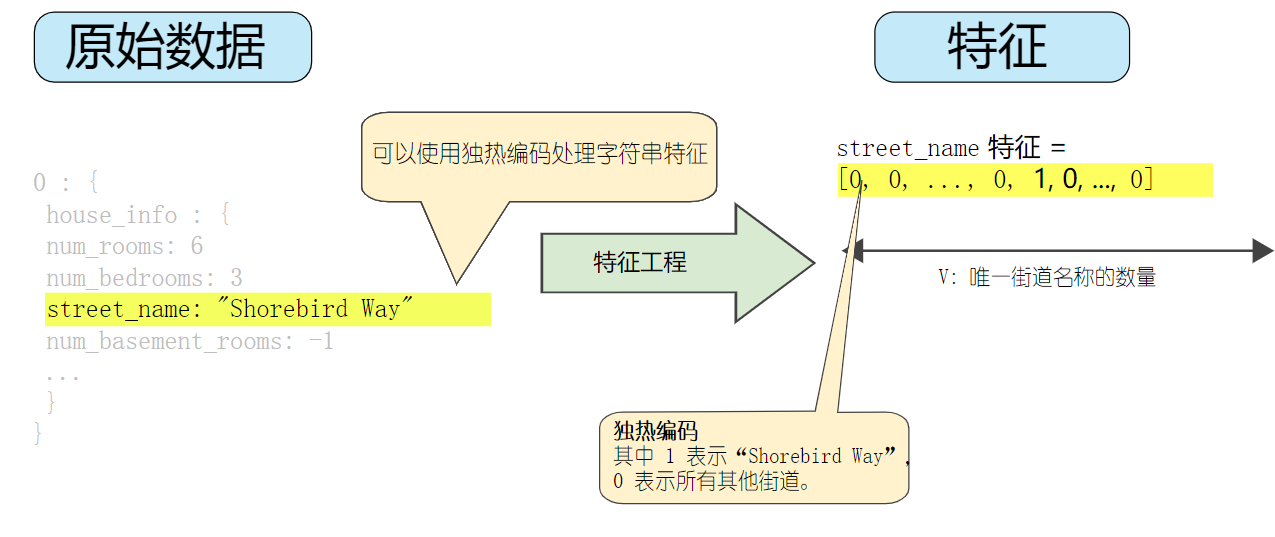 原始数据
特征
可以使用独热编码处理字符串特征
0 : {
house_info : {
num_rooms: 6
num_bedrooms: 3
street_name: "Shorebird Way"
num_basement_rooms: -1
...
}
}
特征工程
street_name 特征 =
[0, 0, ..., 0, 1, 0, ..., 0]
V: 唯一街道名称的数量
独热编码
其中 1 表示“Shorebird Way”，
0 表示所有其他街道。